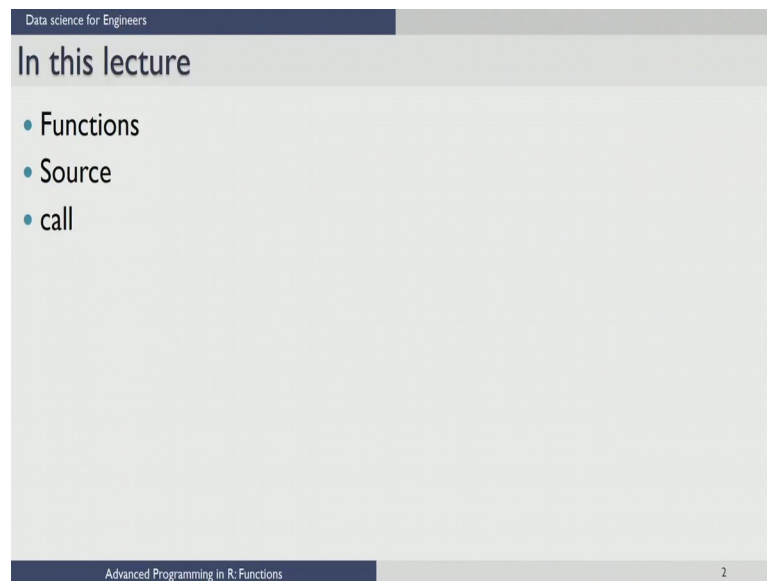 Data science for Engineers
In this lecture
• Functions
• Source
• call
Advanced Programming in R: Functions
2